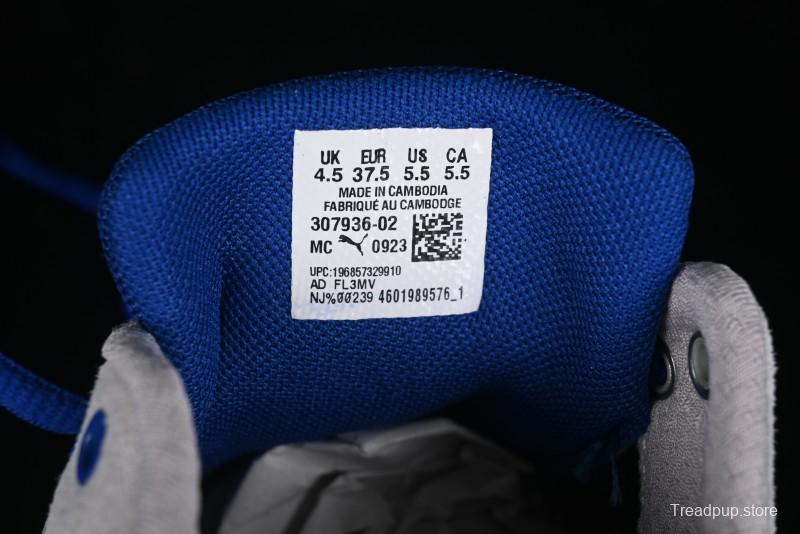 UK EUR US CA
4.5 37.5 5.5 5.5
MADE IN CAMBODIA
FABRIQUÉ AU CAMBODGE
307936-02
MC 0923
UPC:196857329910
AD FL3MV
NJ%00239 4601989576_1
Treadpup.store